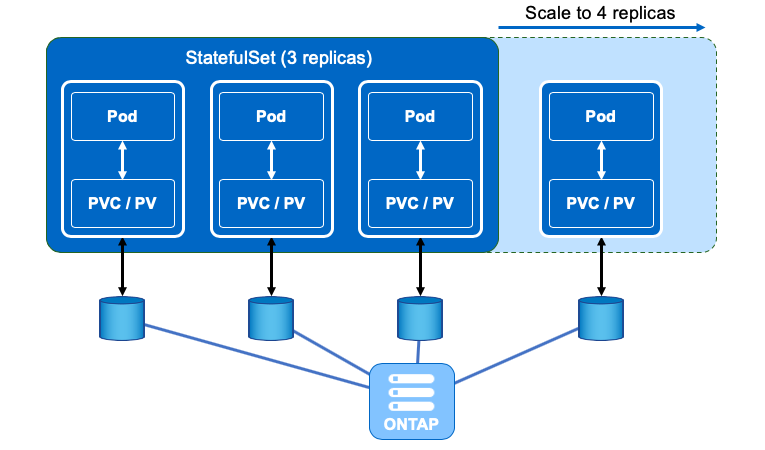 Scale to 4 replicas
StatefulSet (3 replicas)
Pod
Pod
Pod
Pod
PVC / PV
PVC / PV
PVC / PV
PVC / PV
ONTAP